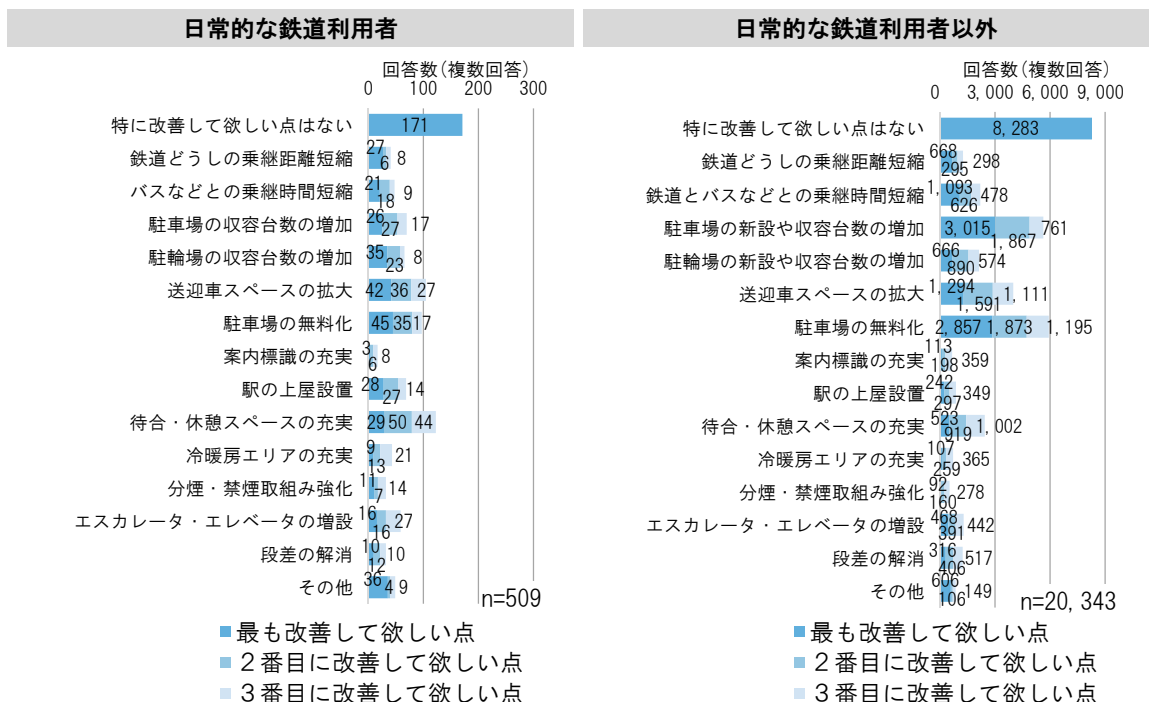 日常的な鉄道利用者
回答数（複数回答）
0 100 200 300
特に改善して欲しい点はない 171
鉄道どうしの乗継距離短縮 27 6 8
バスなどとの乗継時間短縮 21 18 9
駐車場の収容台数の増加 26 27 17
駐輪場の収容台数の増加 35 23 8
送迎車スペースの拡大 42 36 27
駐車場の無料化 45 35 17
案内標識の充実 3 6 8
駅の上屋設置 28 27 14
待合・休憩スペースの充実 29 50 44
冷暖房エリアの充実 9 13 21
分煙・禁煙取組み強化 11 7 14
エスカレータ・エレベータの増設 16 16 27
段差の解消 10 12 10
その他 36 4 9
n=509
最も改善して欲しい点
２番目に改善して欲しい点
３番目に改善して欲しい点
日常的な鉄道利用者以外
回答数（複数回答）
0 3,000 6,000 9,000
特に改善して欲しい点はない 8,283
鉄道どうしの乗継距離短縮 668 295 298
鉄道とバスなどとの乗継時間短縮 1,093 626 478
駐車場の新設や収容台数の増加 3,015 1,867 761
駐輪場の新設や収容台数の増加 666 890 574
送迎車スペースの拡大 1,294 1,591 1,111
駐車場の無料化 2,857 1,873 1,195
案内標識の充実 113 198 359
駅の上屋設置 242 297 349
待合・休憩スペースの充実 523 919 1,002
冷暖房エリアの充実 107 259 365
分煙・禁煙取組み強化 92 160 278
エスカレータ・エレベータの増設 468 391 442
段差の解消 316 406 517
その他 606 106 149
n=20,343
最も改善して欲しい点
２番目に改善して欲しい点
３番目に改善して欲しい点